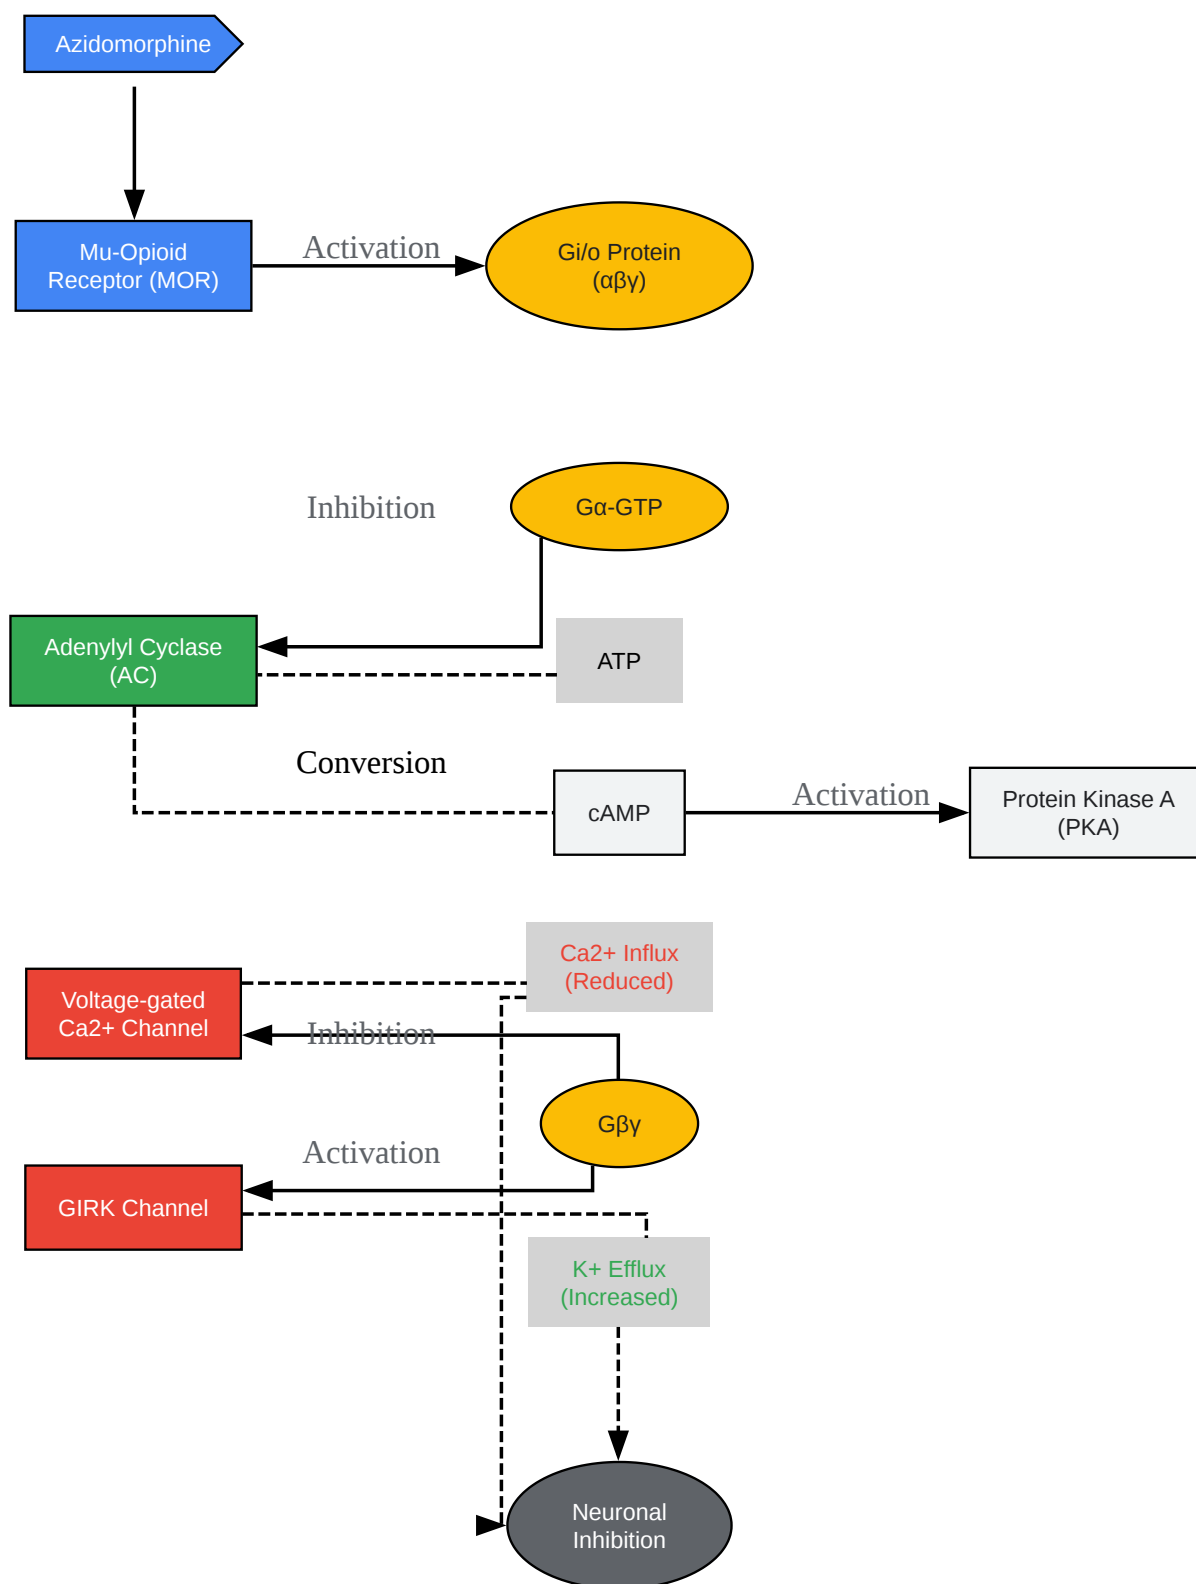 Azidomorphine
Mu-Opioid
Receptor (MOR)
Activation
Gi/o Protein
(αβγ)
Inhibition
Gα-GTP
Adenylyl Cyclase
(AC)
ATP
Conversion
cAMP
Activation
Protein Kinase A
(PKA)
Ca2+ Influx
(Reduced)
Voltage-gated
Ca2+ Channel
Inhibition
Gβγ
Activation
GIRK Channel
K+ Efflux
(Increased)
Neuronal
Inhibition